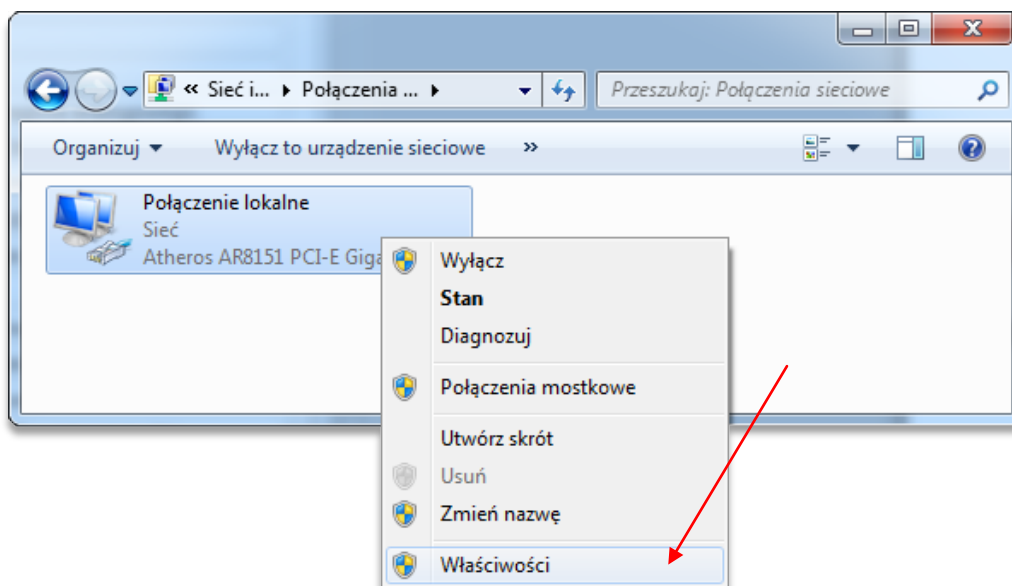 « Sieć i... Połączenia ... Przeszukaj: Połączenia sieciowe
Organizuj Wyłącz to urządzenie sieciowe »
Połączenie lokalne
Sieć
Atheros AR8151 PCI-E Giga
Wyłącz
Stan
Diagnozuj
Połączenia mostkowe
Utwórz skrót
Usuń
Zmień nazwę
Właściwości